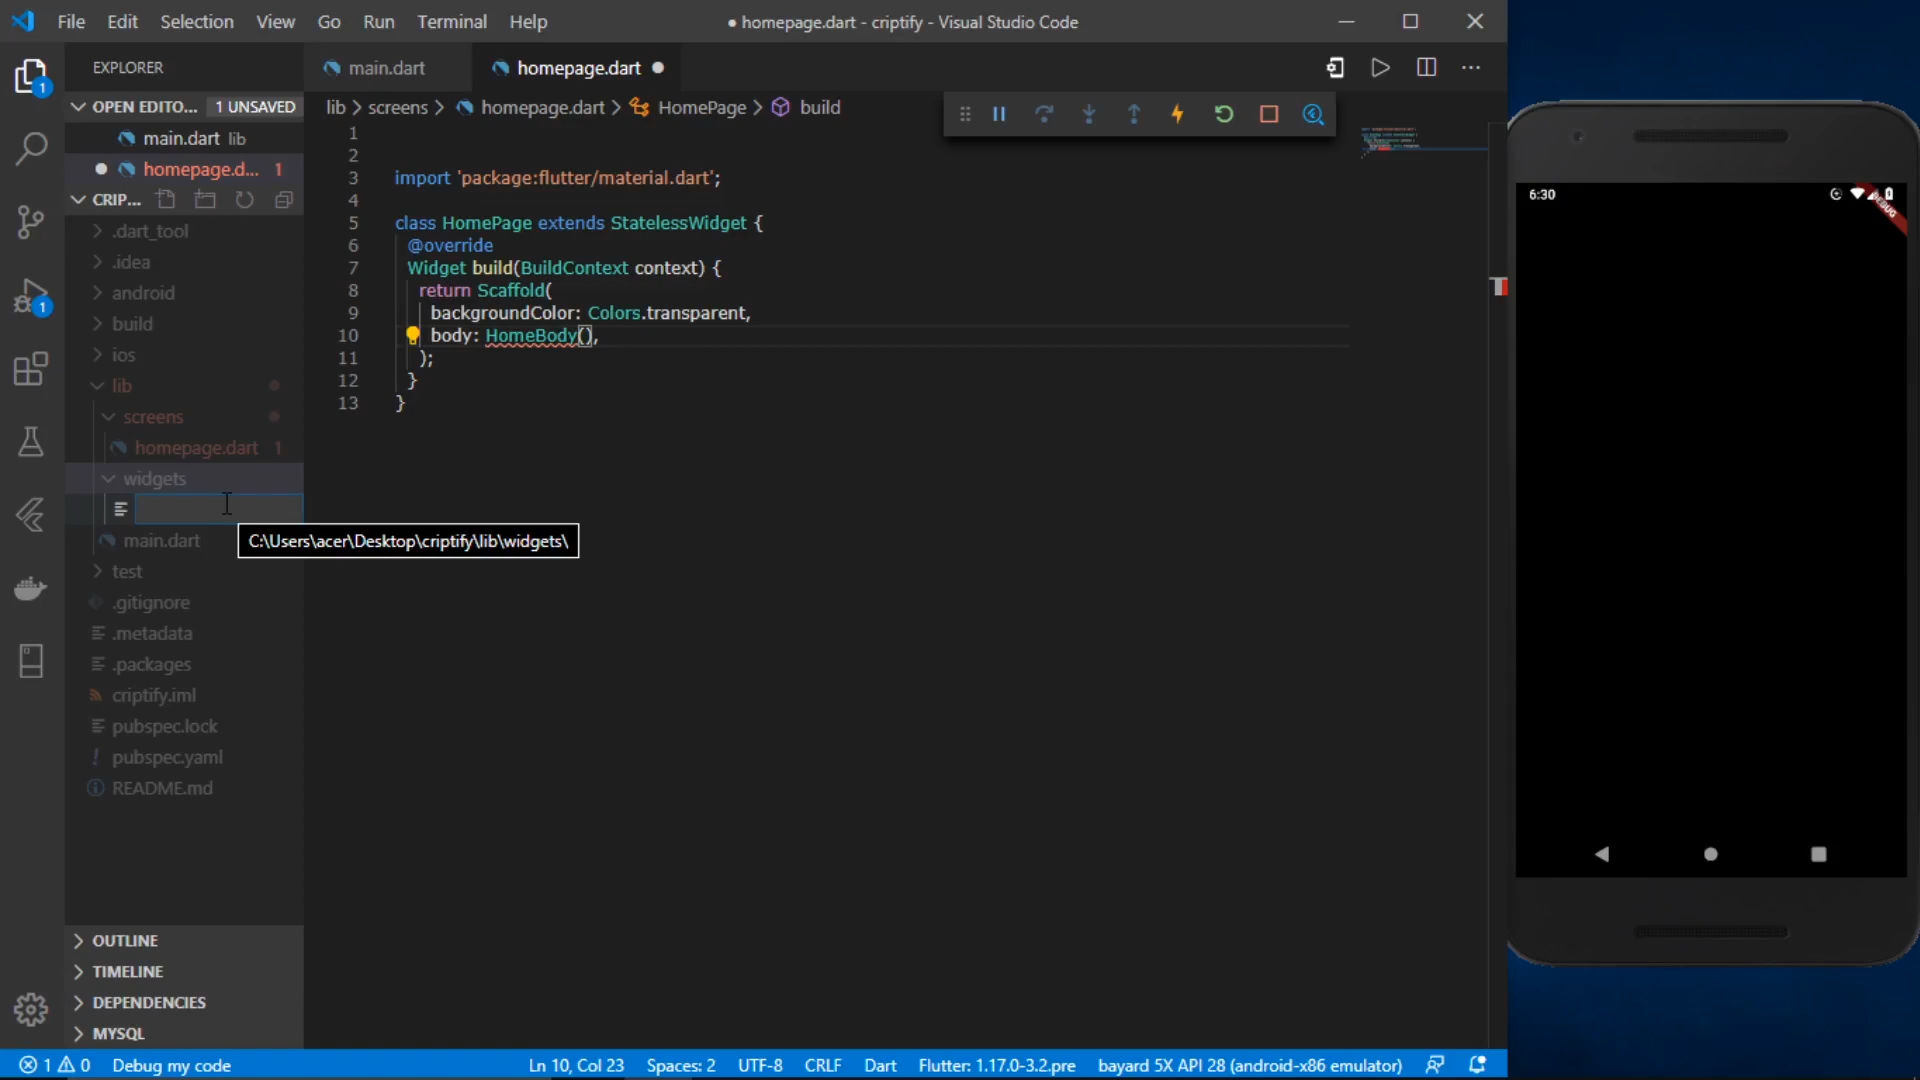 File Edit Selection View Go Run Terminal Help
● homepage.dart - criptify - Visual Studio Code
EXPLORER
main.dart
homepage.dart
OPEN EDITO... 1 UNSAVED
main.dart lib
homepage.d... 1
CRIP...
.dart_tool
.idea
android
build
ios
lib
screens
homepage.dart 1
widgets
main.dart
test
.gitignore
.metadata
.packages
criptify.iml
pubspec.lock
pubspec.yaml
README.md
OUTLINE
TIMELINE
DEPENDENCIES
MYSQL
1
1
lib > screens > homepage.dart > HomePage > build
1
2
3 import 'package:flutter/material.dart';
4
5 class HomePage extends StatelessWidget {
6 @override
7 Widget build(BuildContext context) {
8 return Scaffold(
9 backgroundColor: Colors.transparent,
10 body: HomeBody(),
11 );
12 }
13 }
C:\Users\acer\Desktop\criptify\lib\widgets\
6:30
DEBUG
1 0 Debug my code Ln 10, Col 23 Spaces: 2 UTF-8 CRLF Dart Flutter: 1.17.0-3.2.pre bayard 5X API 28 (android-x86 emulator)